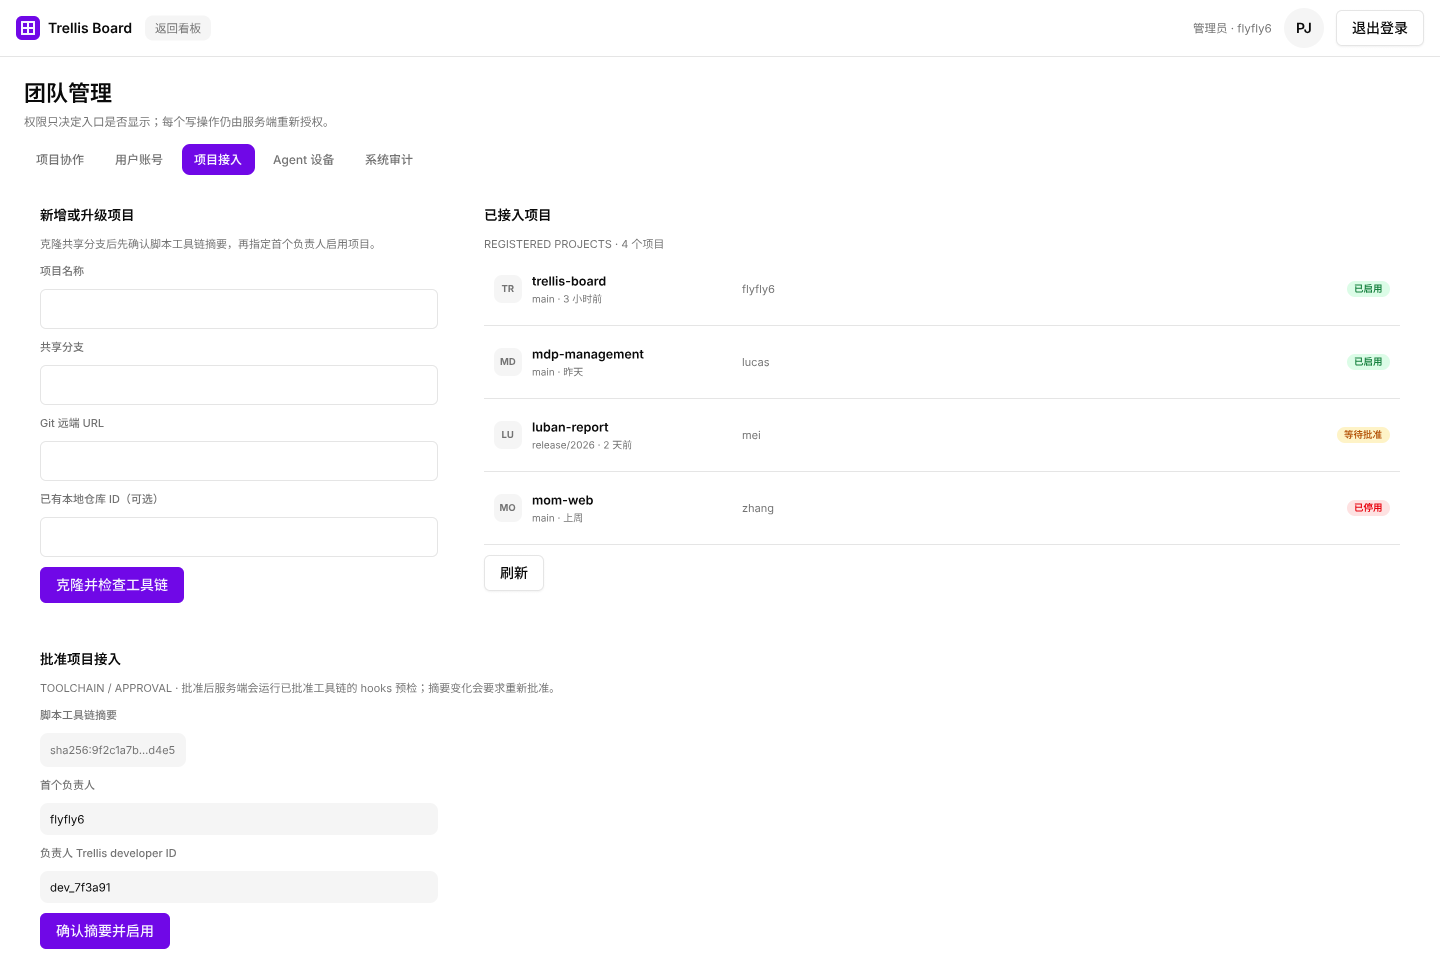 Trellis Board
返回看板
管理员 · flyfly6
PJ
退出登录
团队管理
权限只决定入口是否显示；每个写操作仍由服务端重新授权。
项目协作
用户账号
项目接入
Agent 设备
系统审计
新增或升级项目
克隆共享分支后先确认脚本工具链摘要，再指定首个负责人启用项目。
项目名称
共享分支
Git 远端 URL
已有本地仓库 ID（可选）
克隆并检查工具链
已接入项目
REGISTERED PROJECTS · 4 个项目
TR
trellis-board
main · 3 小时前
flyfly6
已启用
MD
mdp-management
main · 昨天
lucas
已启用
LU
luban-report
release/2026 · 2 天前
mei
等待批准
MO
mom-web
main · 上周
zhang
已停用
刷新
批准项目接入
TOOLCHAIN / APPROVAL · 批准后服务端会运行已批准工具链的 hooks 预检；摘要变化会要求重新批准。
脚本工具链摘要
sha256:9f2c1a7b...d4e5
首个负责人
flyfly6
负责人 Trellis developer ID
dev_7f3a91
确认摘要并启用